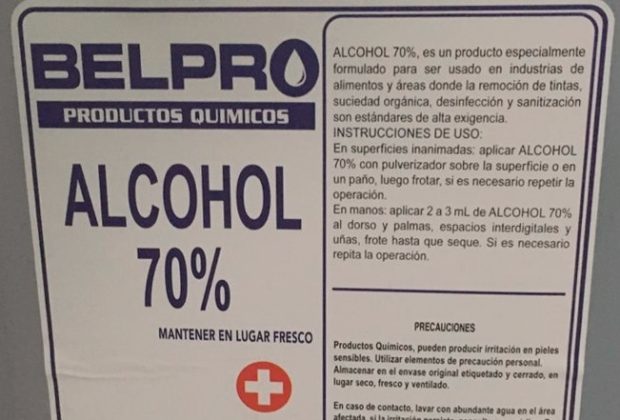 BELPRO
PRODUCTOS QUIMICOS
ALCOHOL
70%
MANTENER EN LUGAR FRESCO
ALCOHOL 70%, es un producto especialmente
formulado para ser usado en industrias de
alimentos y áreas donde la remoción de tintas,
suciedad orgánica, desinfección y sanitización
son estándares de alta exigencia.
INSTRUCCIONES DE USO:
En superficies inanimadas: aplicar ALCOHOL
70% con pulverizador sobre la superficie o en
un paño, luego frotar, si es necesario repetir la
operación.
En manos: aplicar 2 a 3 mL de ALCOHOL 70%
al dorso y palmas, espacios interdigitales y
uñas, frote hasta que seque. Si es necesario
repita la operación.
PRECAUCIONES
Productos Quimicos, pueden producir irritación en pieles
sensibles. Utilizar elementos de precaución personal.
Almacenar en el envase original etiquetado y cerrado, en
lugar seco, fresco y ventilado.
En caso de contacto, lavar con abundante agua en el área
afectada, si la irritación